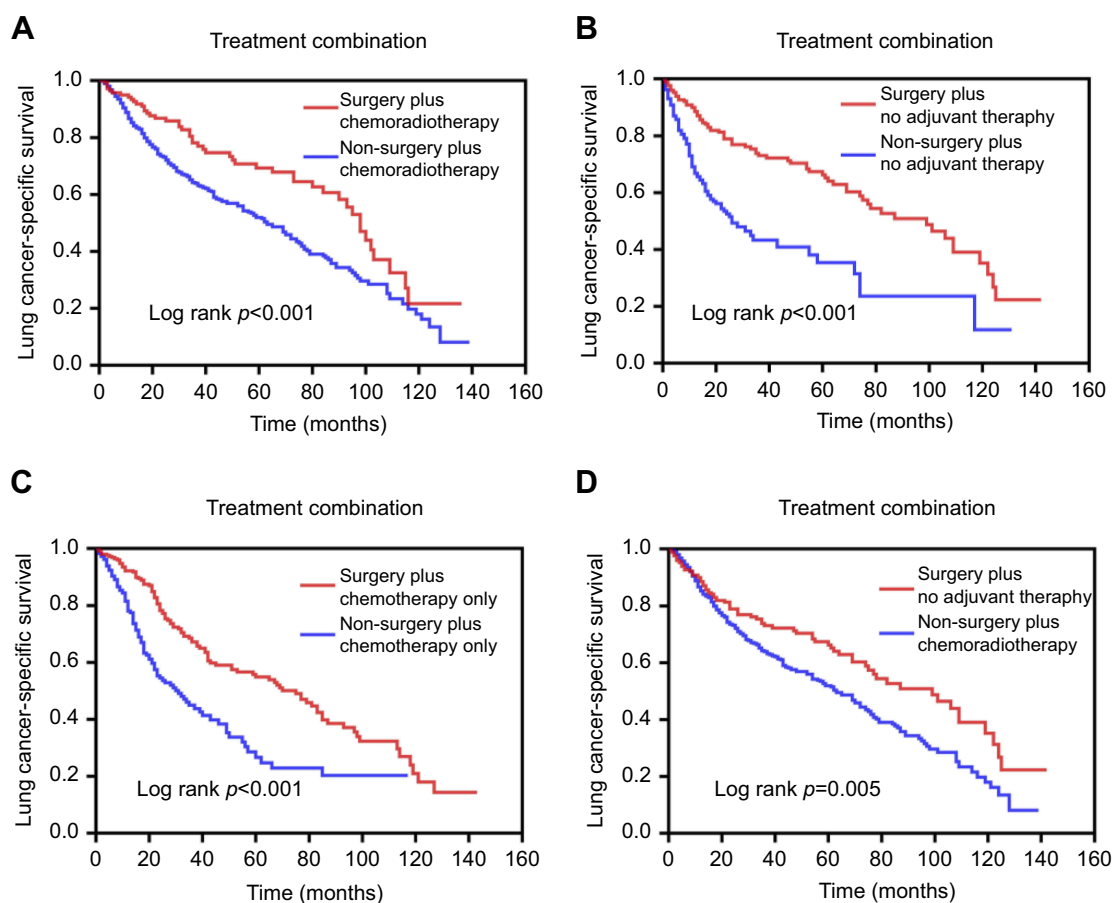 A
Treatment combination
Lung cancer-specific survival
1.0
0.8
0.6
0.4
0.2
0.0
Surgery plus
chemoradiotherapy
Non-surgery plus
chemoradiotherapy
Log rank p<0.001
0 20 40 60 80 100 120 140 160
Time (months)
B
Treatment combination
Lung cancer-specific survival
1.0
0.8
0.6
0.4
0.2
0.0
Surgery plus
no adjuvant theraphy
Non-surgery plus
no adjuvant therapy
Log rank p<0.001
0 20 40 60 80 100 120 140 160
Time (months)
C
Treatment combination
Lung cancer-specific survival
1.0
0.8
0.6
0.4
0.2
0.0
Surgery plus
chemotherapy only
Non-surgery plus
chemotherapy only
Log rank p<0.001
0 20 40 60 80 100 120 140 160
Time (months)
D
Treatment combination
Lung cancer-specific survival
1.0
0.8
0.6
0.4
0.2
0.0
Surgery plus
no adjuvant theraphy
Non-surgery plus
chemoradiotherapy
Log rank p=0.005
0 20 40 60 80 100 120 140 160
Time (months)